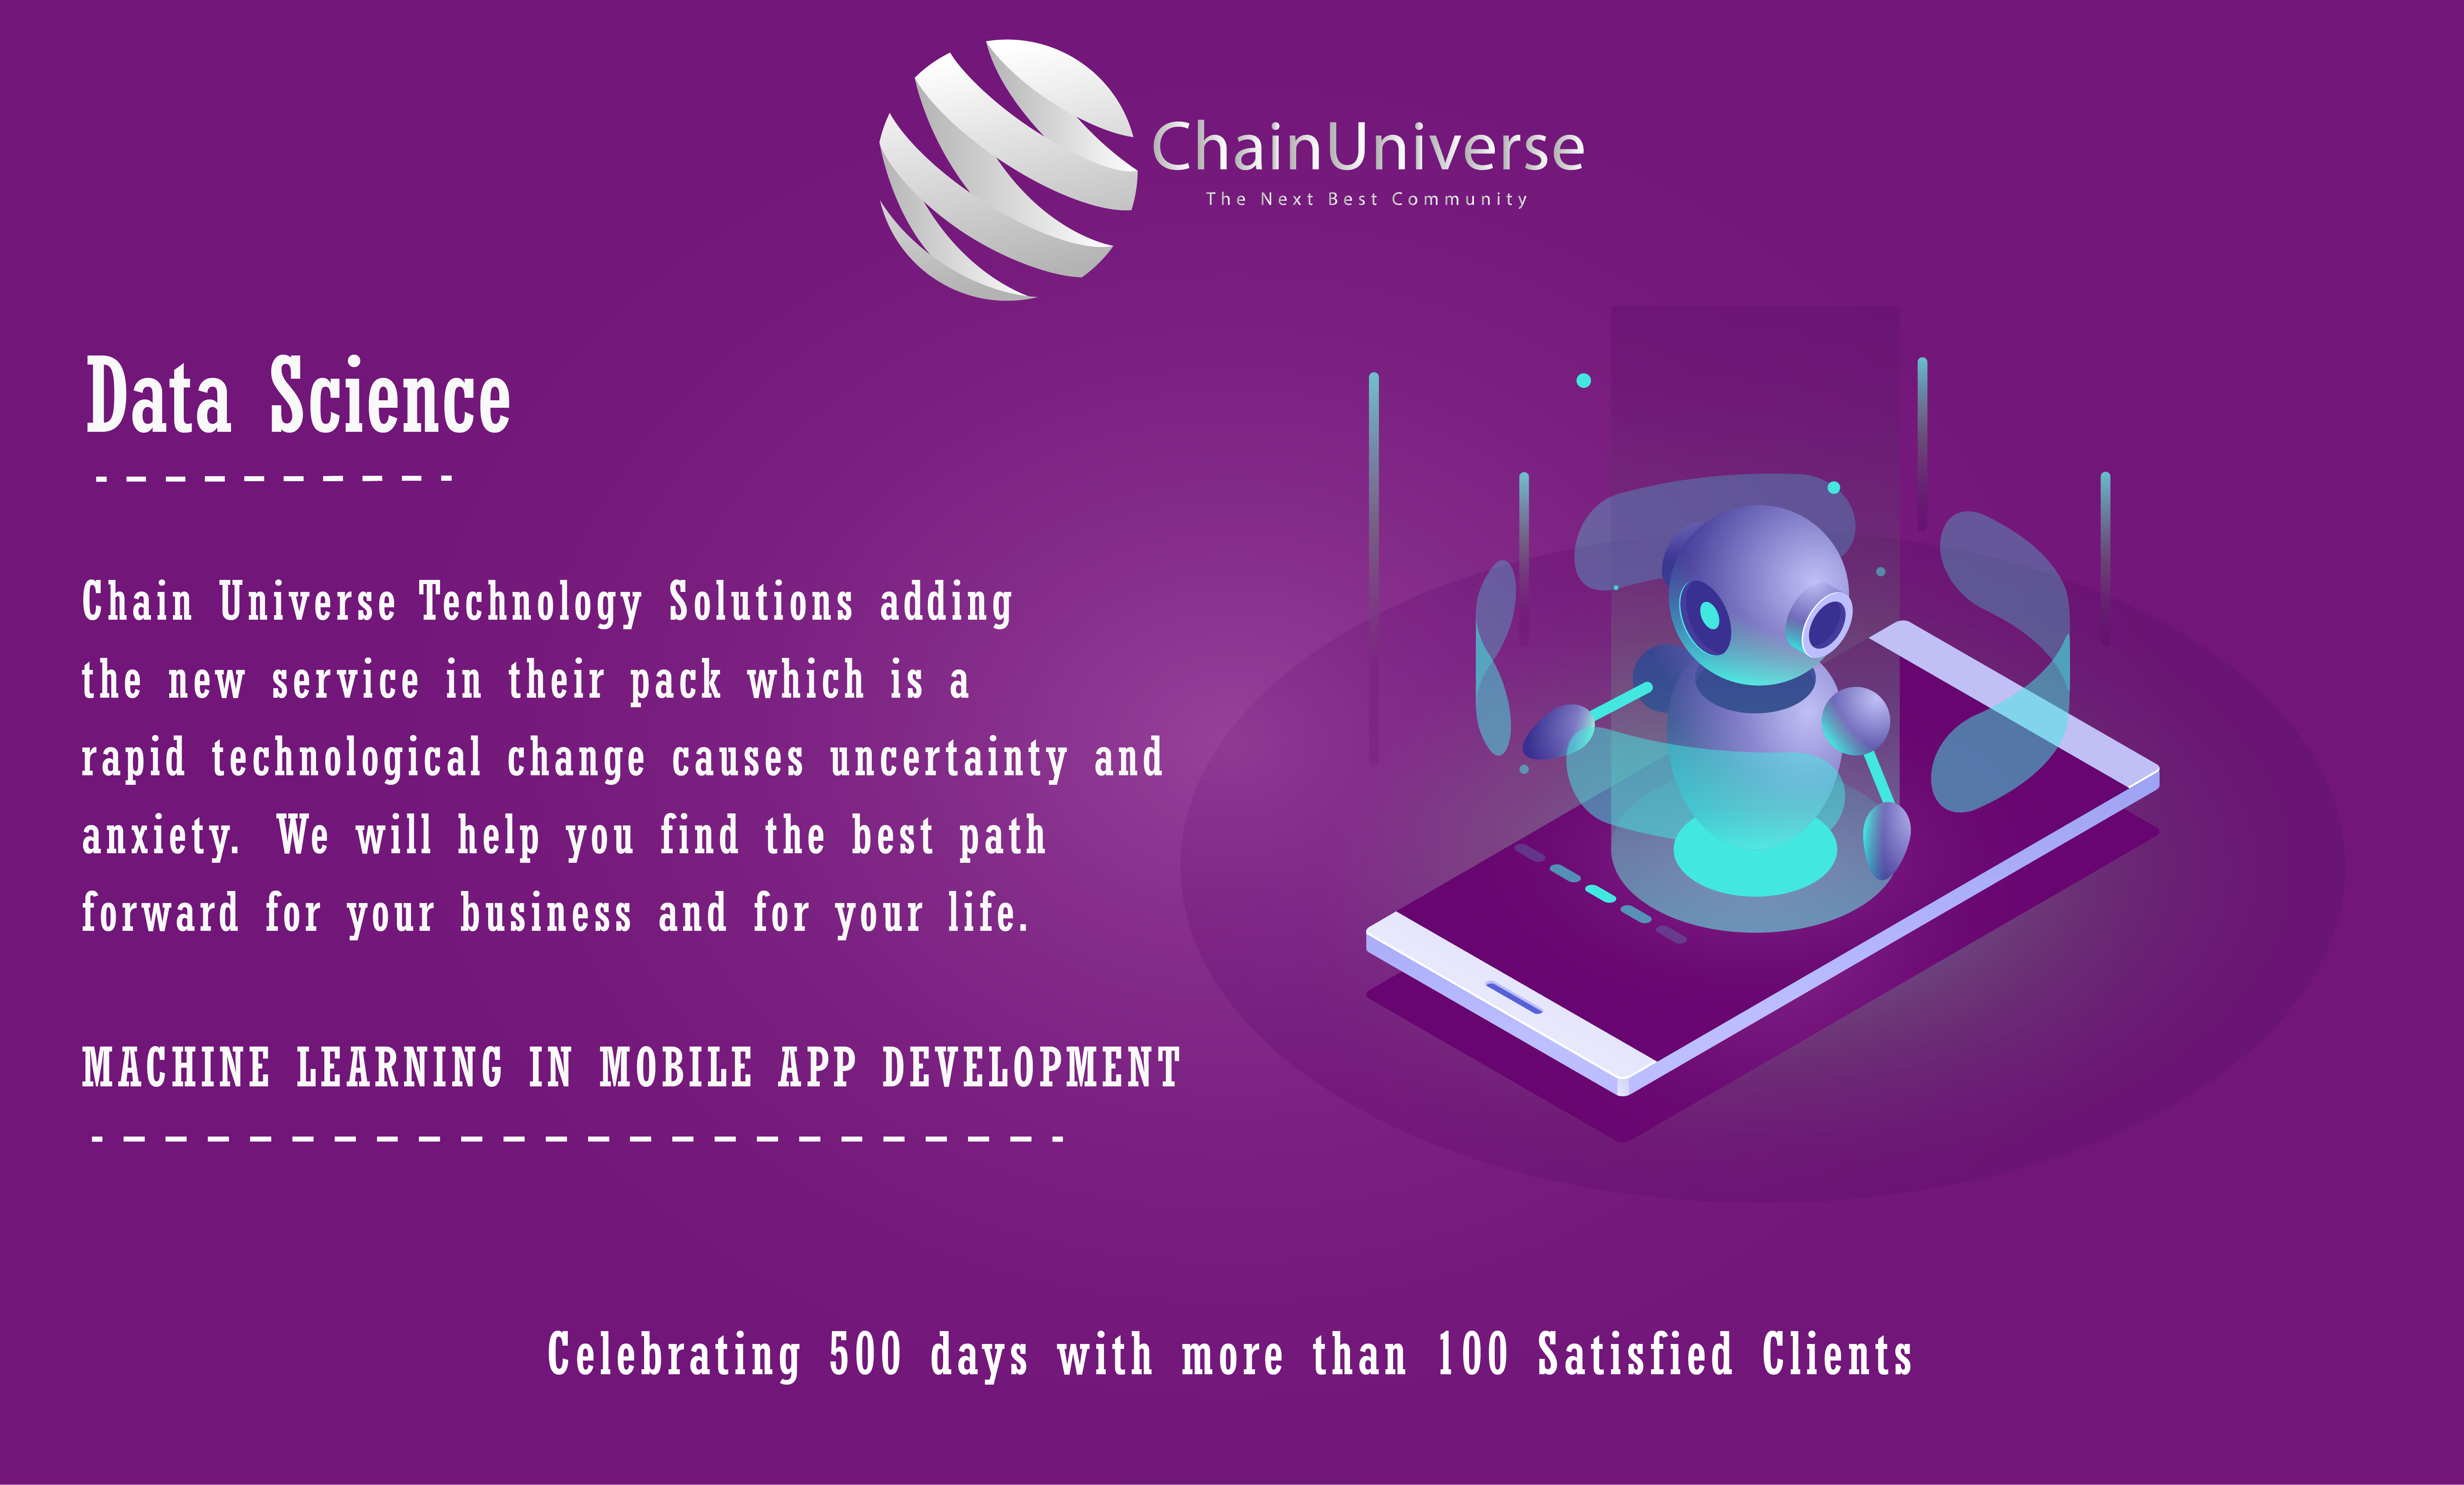 ChainUniverse
The Next Best Community
Data Science
Chain Universe Technology Solutions adding
the new service in their pack which is a
rapid technological change causes uncertainty and
anxiety. We will help you find the best path
forward for your business and for your life.
MACHINE LEARNING IN MOBILE APP DEVELOPMENT
Celebrating 500 days with more than 100 Satisfied Clients